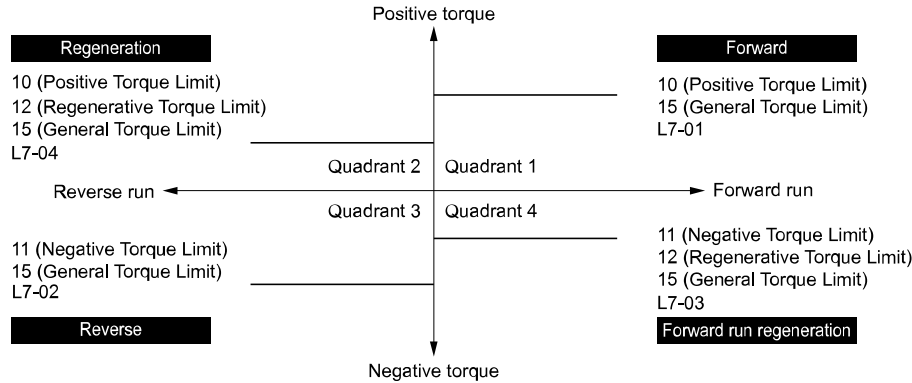 Positive torque
Regeneration
10 (Positive Torque Limit)
12 (Regenerative Torque Limit)
15 (General Torque Limit)
L7-04
Forward
10 (Positive Torque Limit)
15 (General Torque Limit)
L7-01
Quadrant 2
Quadrant 1
Reverse run
Forward run
Quadrant 3
Quadrant 4
11 (Negative Torque Limit)
15 (General Torque Limit)
L7-02
Reverse
11 (Negative Torque Limit)
12 (Regenerative Torque Limit)
15 (General Torque Limit)
L7-03
Forward run regeneration
Negative torque